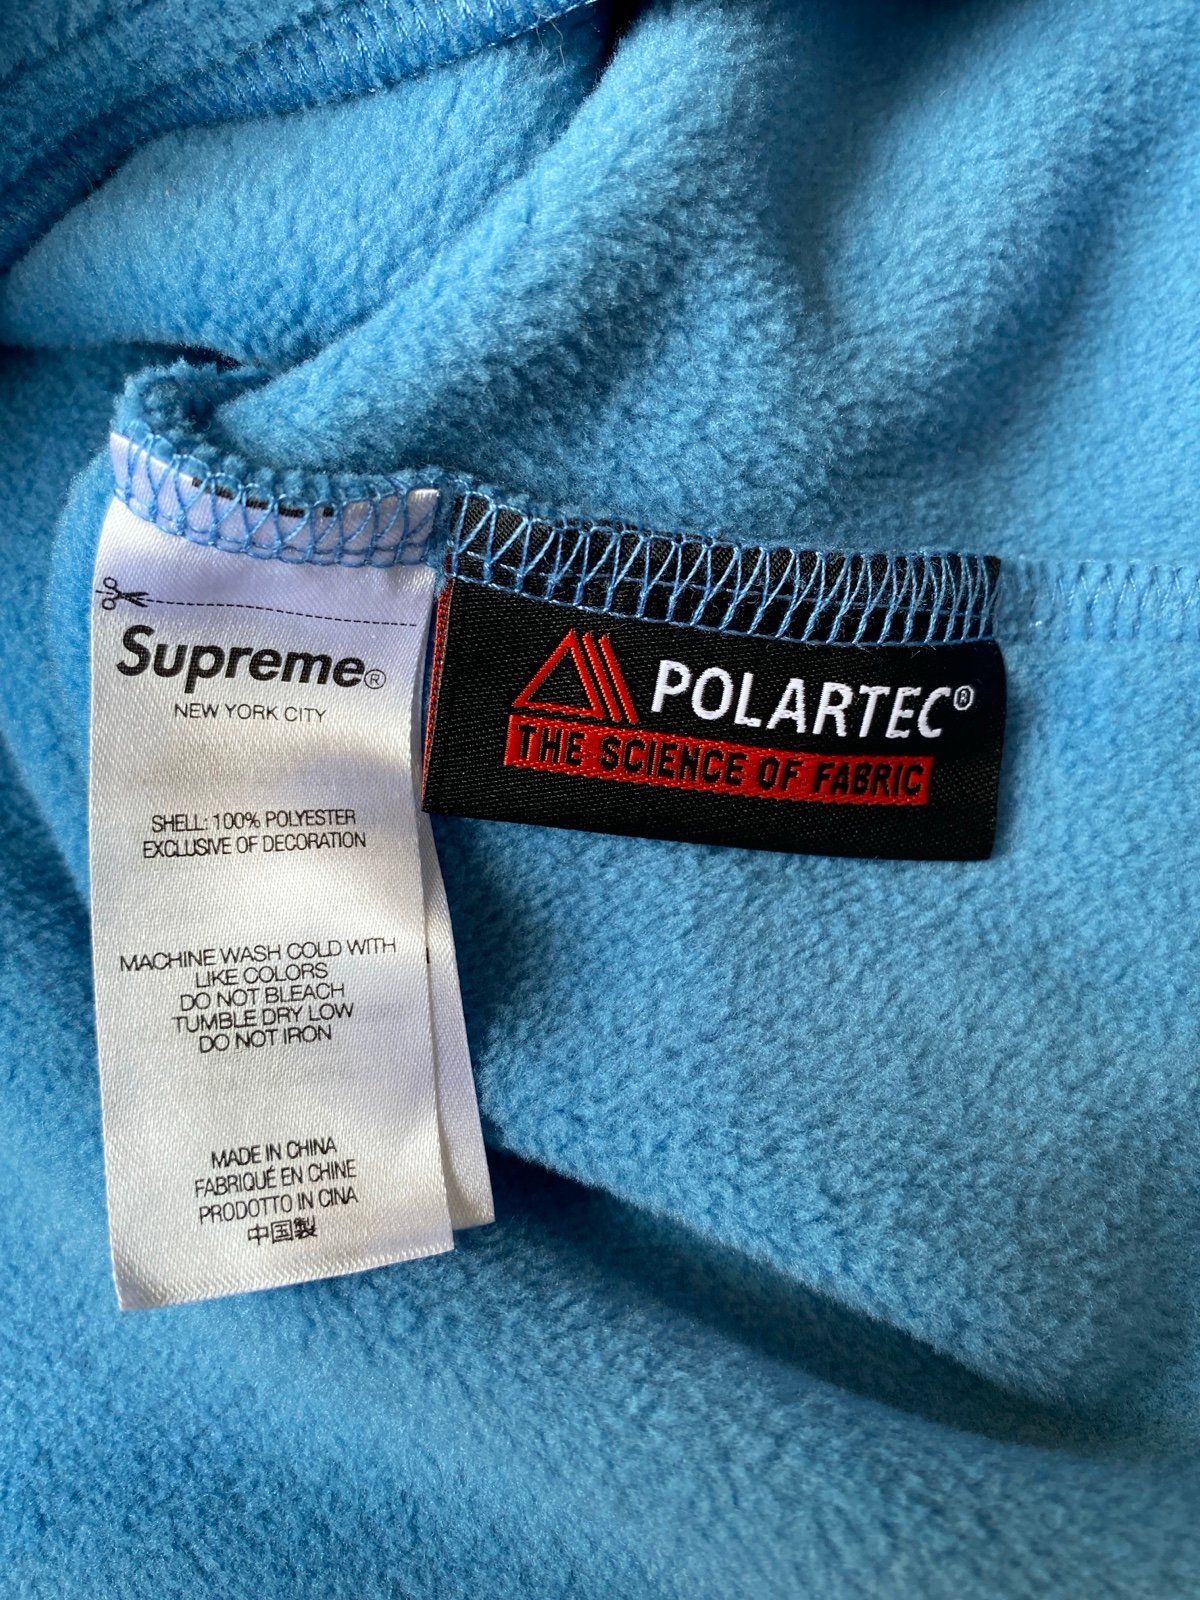 Supreme®
NEW YORK CITY
SHELL: 100% POLYESTER
EXCLUSIVE OF DECORATION
MACHINE WASH COLD WITH
LIKE COLORS
DO NOT BLEACH
TUMBLE DRY LOW
DO NOT IRON
MADE IN CHINA
FABRIQUÉ EN CHINE
PRODOTTO IN CINA
中国製
POLARTEC®
THE SCIENCE OF FABRIC